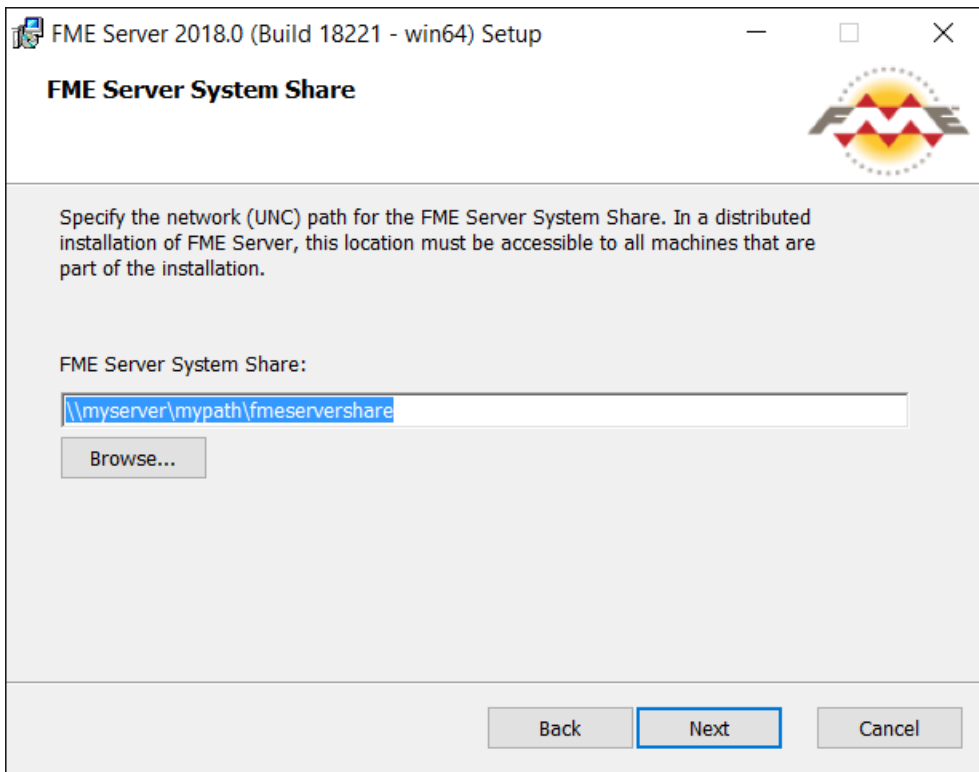 FME Server 2018.0 (Build 18221 - win64) Setup
FME Server System Share
FME
Specify the network (UNC) path for the FME Server System Share. In a distributed
installation of FME Server, this location must be accessible to all machines that are
part of the installation.
FME Server System Share:
\\myserver\mypath\fmeservershare
Browse...
Back
Next
Cancel